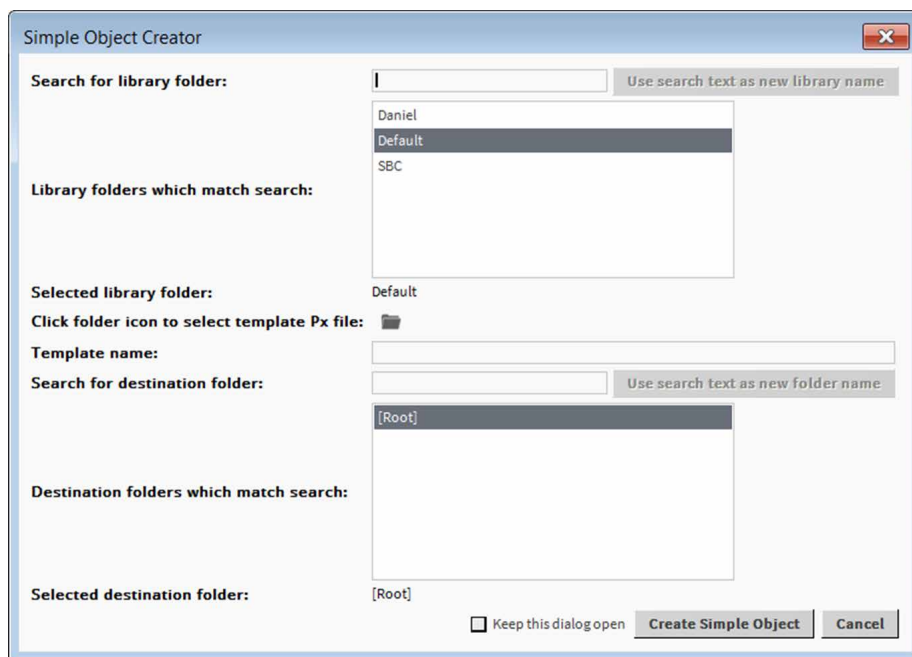 Simple Object Creator
Search for library folder:
Use search text as new library name
Daniel
Default
SBC
Library folders which match search:
Selected library folder: Default
Click folder icon to select template Px file:
Template name:
Search for destination folder:
Use search text as new folder name
[Root]
Destination folders which match search:
Selected destination folder: [Root]
Keep this dialog open Create Simple Object Cancel